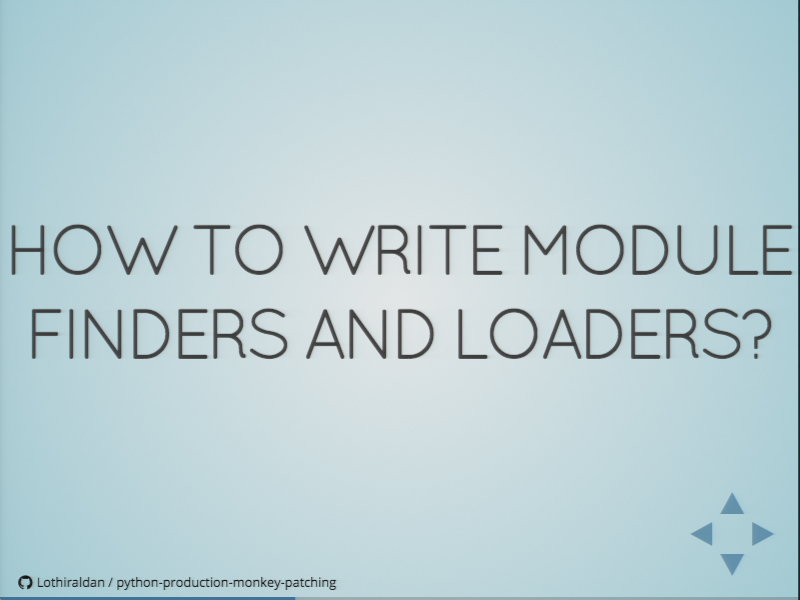 HOW TO WRITE MODULE
FINDERS AND LOADERS?
Lothiraldan / python-production-monkey-patching